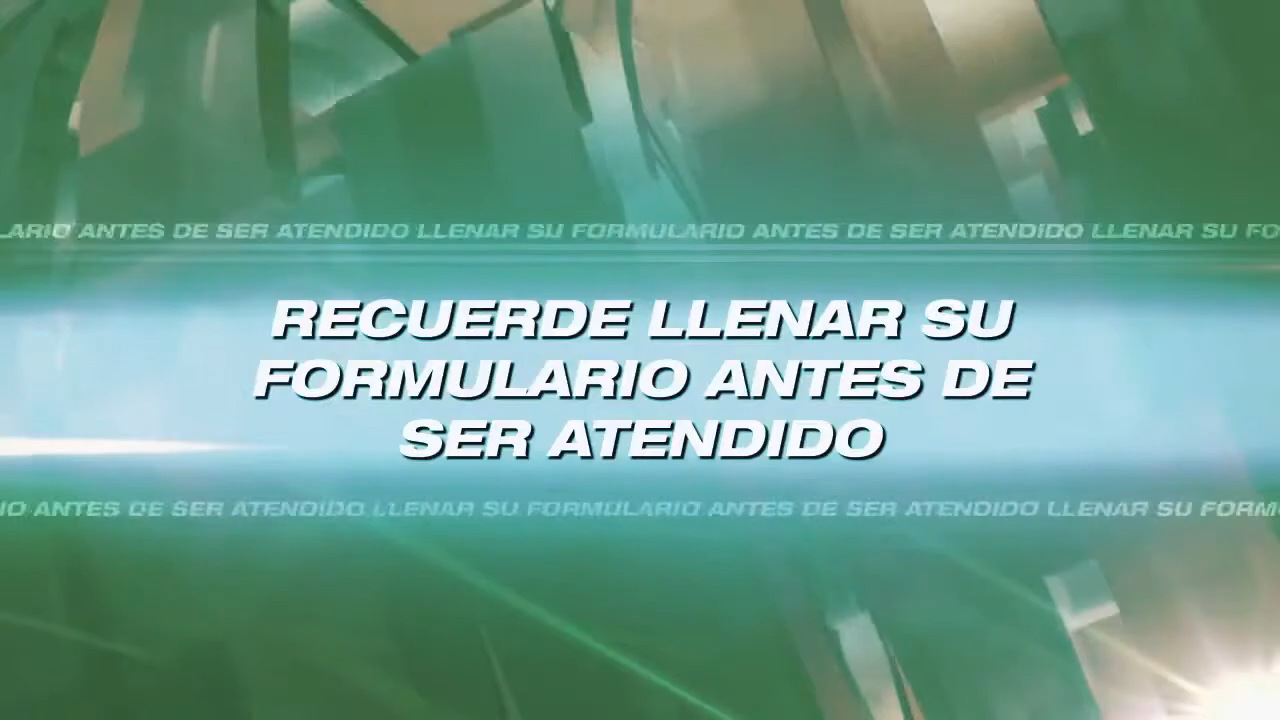 LARIO ANTES DE SER ATENDIDO LLENAR SU FORMULARIO ANTES DE SER ATENDIDO LLENAR SU FO
RECUERDE LLENAR SU
FORMULARIO ANTES DE
SER ATENDIDO
IO ANTES DE SER ATENDIDO LLENAR SU FORMULARIO ANTES DE SER ATENDIDO LLENAR SU FORM